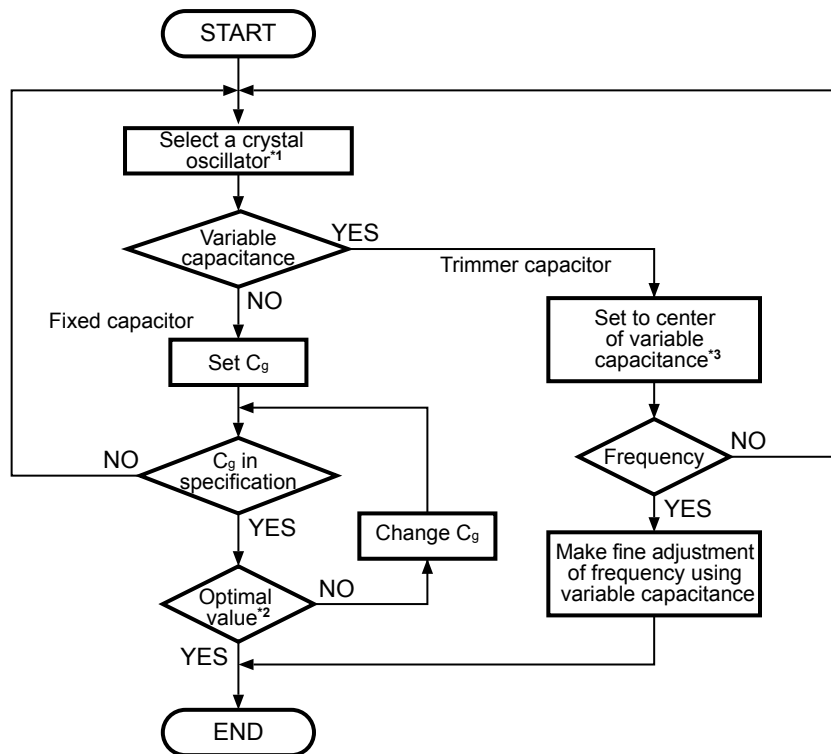 START
Select a crystal
oscillator*1
Variable
capacitance
YES
Trimmer capacitor
NO
Fixed capacitor
Set Cg
Set to center
of variable
capacitance*3
NO
Cg in
specification
YES
Change Cg
Frequency
NO
YES
Optimal
value*2
NO
YES
Make fine adjustment
of frequency using
variable capacitance
END